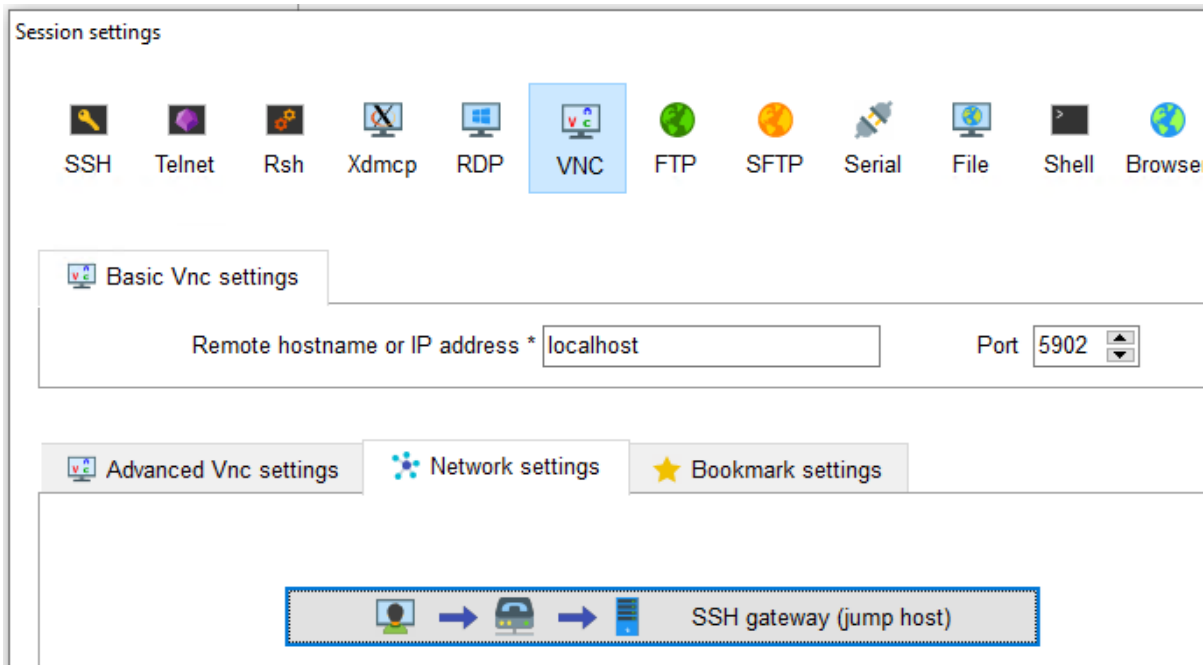 Session settings
SSH Telnet Rsh Xdmcp RDP VNC FTP SFTP Serial File Shell Browser
Basic Vnc settings
Remote hostname or IP address * localhost Port 5902
Advanced Vnc settings Network settings Bookmark settings
SSH gateway (jump host)